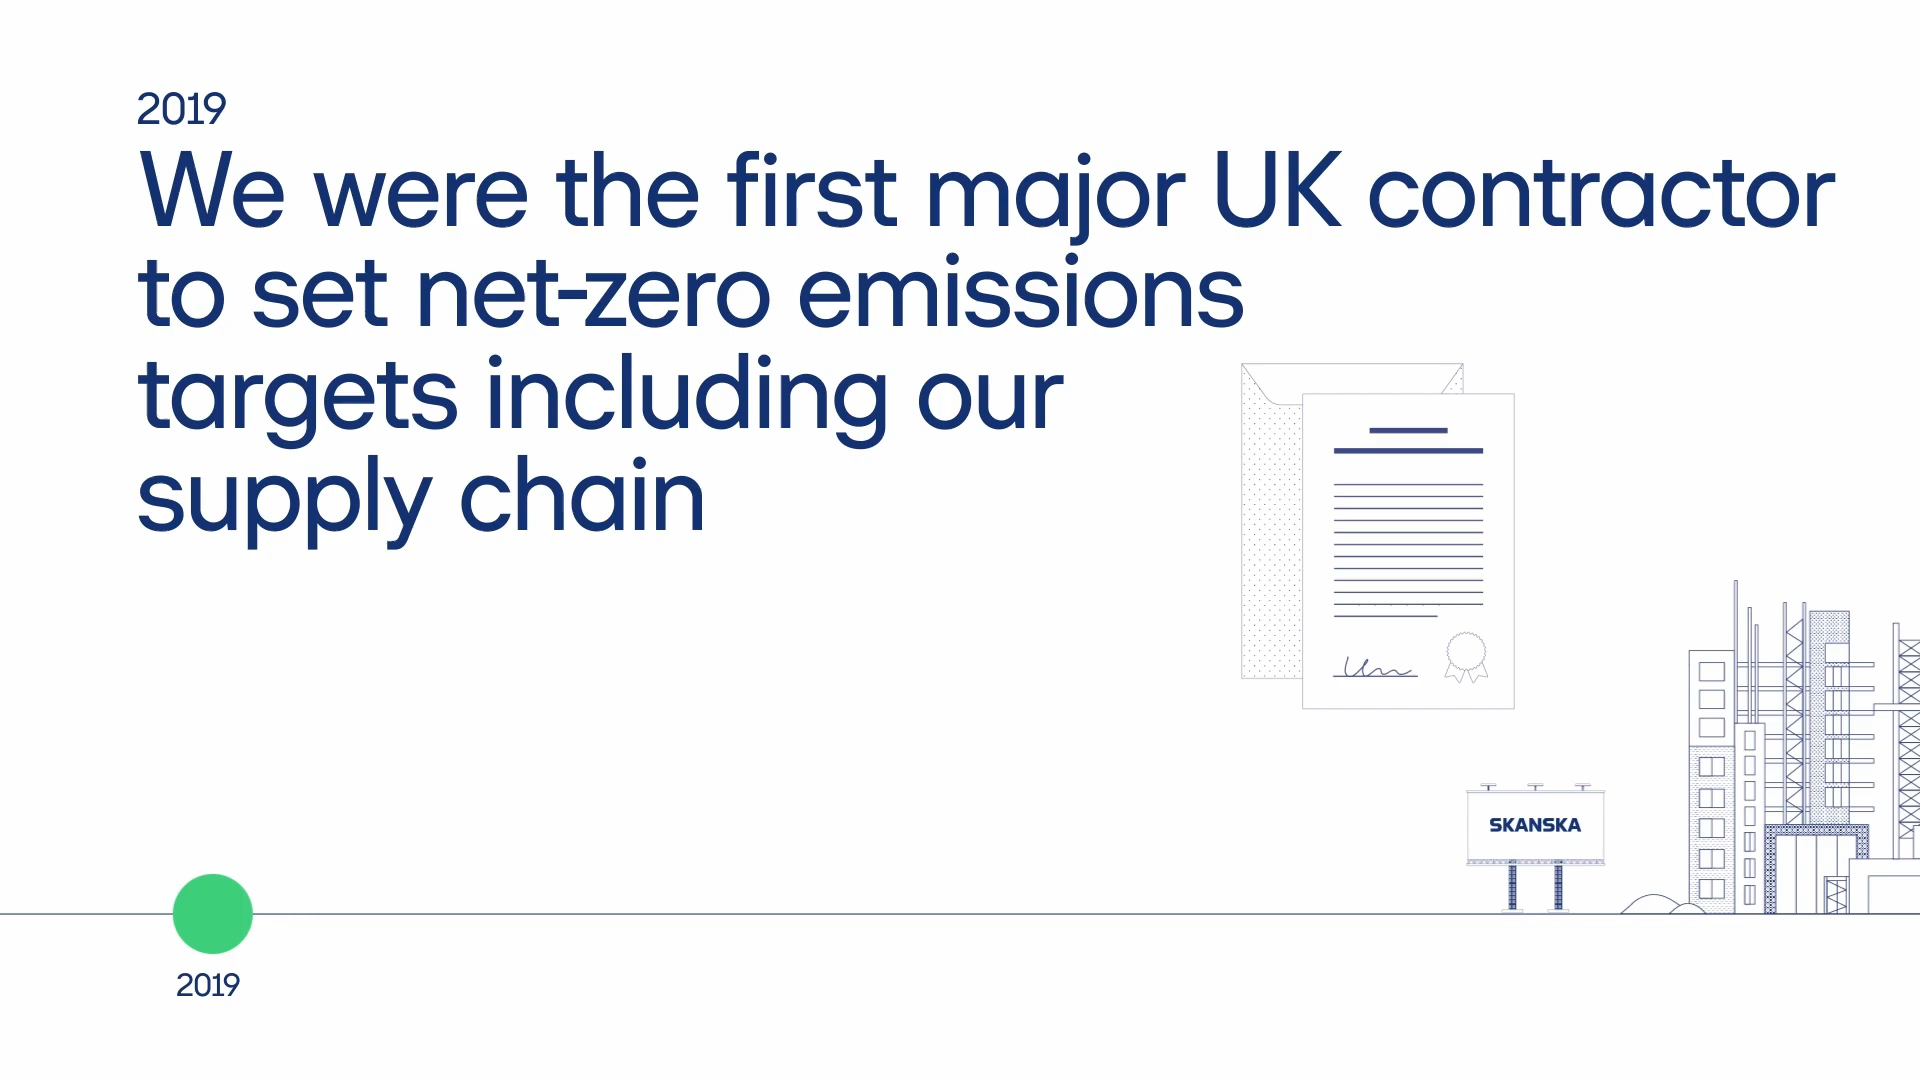 2019
We were the first major UK contractor
to set net-zero emissions
targets including our
supply chain
SKANSKA
2019